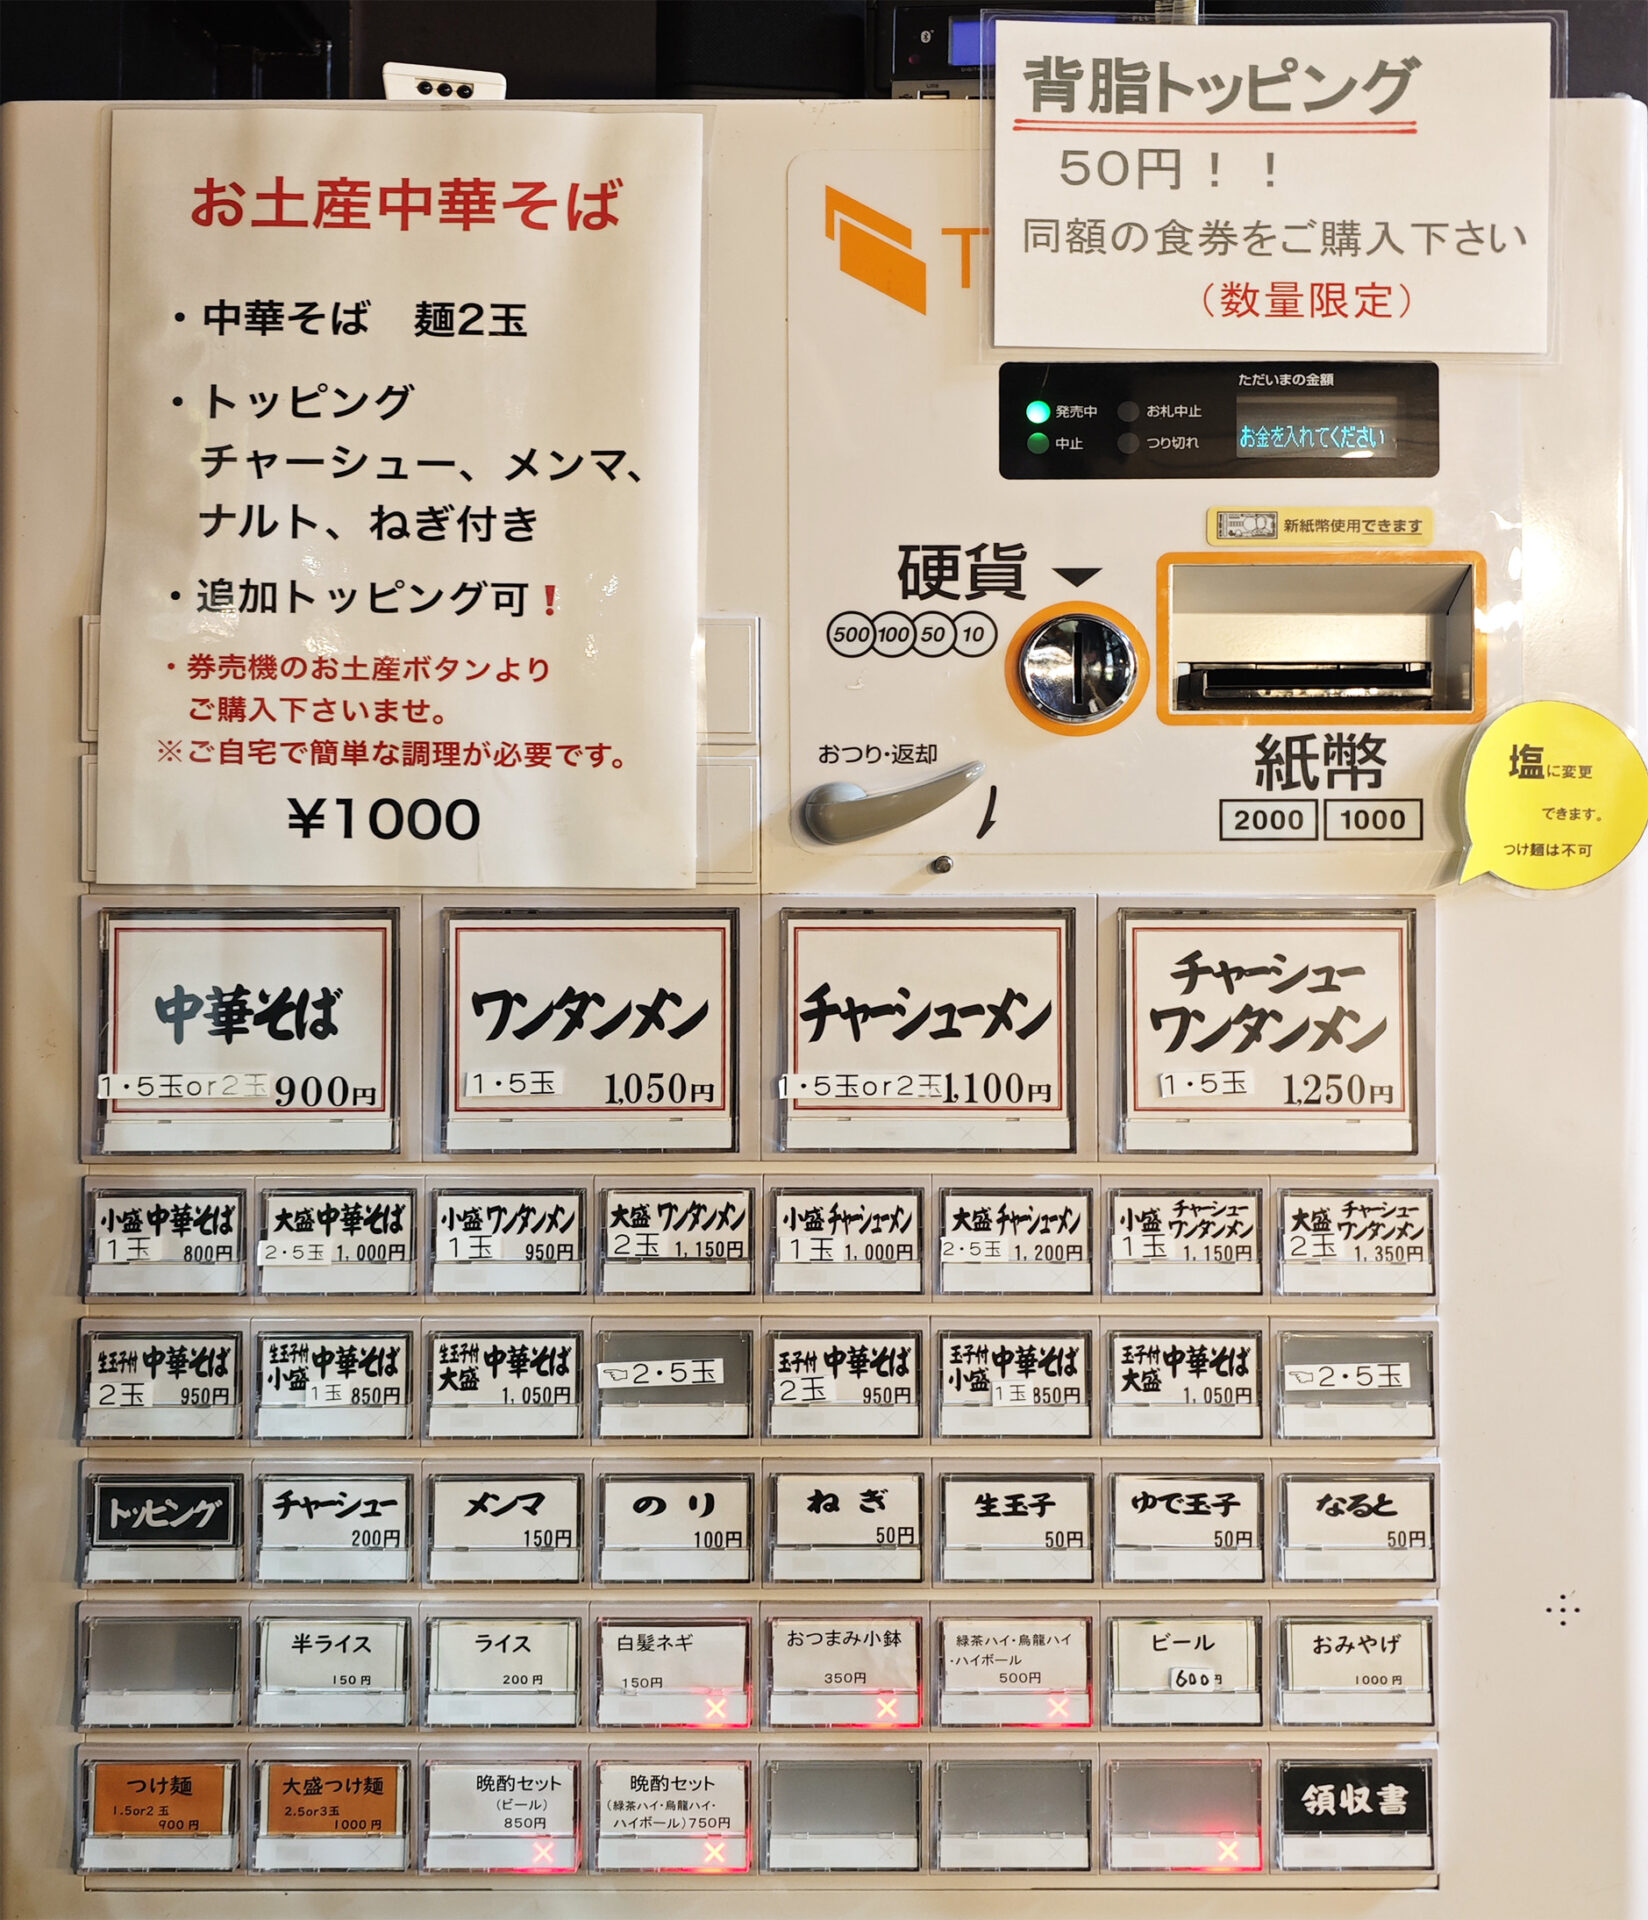 背脂トッピング
50円！！
同額の食券をご購入下さい
（数量限定）
お土産中華そば
・中華そば　麺2玉
・トッピング
チャーシュー、メンマ、
ナルト、ねぎ付き
・追加トッピング可❗
・券売機のお土産ボタンより
ご購入下さいませ。
※ご自宅で簡単な調理が必要です。
¥1000
T
ただいまの金額
発売中 お札中止
中止 つり切れ
お金を入れてください
新紙幣使用できます
硬貨
500 100 50 10
おつり・返却
紙幣
2000 1000
塩に変更
できます。
つけ麺は不可
中華そば
1・5玉or2玉 900円
ワンタンメン
1・5玉 1,050円
チャーシューメン
1・5玉or2玉 1,100円
チャーシュー
ワンタンメン
1・5玉 1,250円
小盛 中華そば
1玉 800円
大盛 中華そば
2・5玉 1,000円
小盛 ワンタンメン
1玉 950円
大盛 ワンタンメン
2玉 1,150円
小盛 チャーシューメン
1玉 1,000円
大盛 チャーシューメン
2・5玉 1,200円
小盛 チャーシュー
ワンタンメン
1玉 1,150円
大盛 チャーシュー
ワンタンメン
2玉 1,350円
生玉子付 中華そば
2玉 950円
生玉子付 小盛 中華そば
1玉 850円
生玉子付 大盛 中華そば
1,050円
☜2・5玉
玉子付 中華そば
2玉 950円
玉子付 小盛 中華そば
1玉 850円
玉子付 大盛 中華そば
1,050円
☜2・5玉
トッピング
チャーシュー
200円
メンマ
150円
のり
100円
ねぎ
50円
生玉子
50円
ゆで玉子
50円
なると
50円
半ライス
150円
ライス
200円
白髪ネギ
150円
おつまみ小鉢
350円
緑茶ハイ・烏龍ハイ
・ハイボール
500円
ビール
600円
おみやげ
1000円
つけ麺
1.5or2玉
900円
大盛つけ麺
2.5or3玉
1000円
晩酌セット
(ビール)
850円
晩酌セット
(緑茶ハイ・烏龍ハイ・
ハイボール)750円
領収書